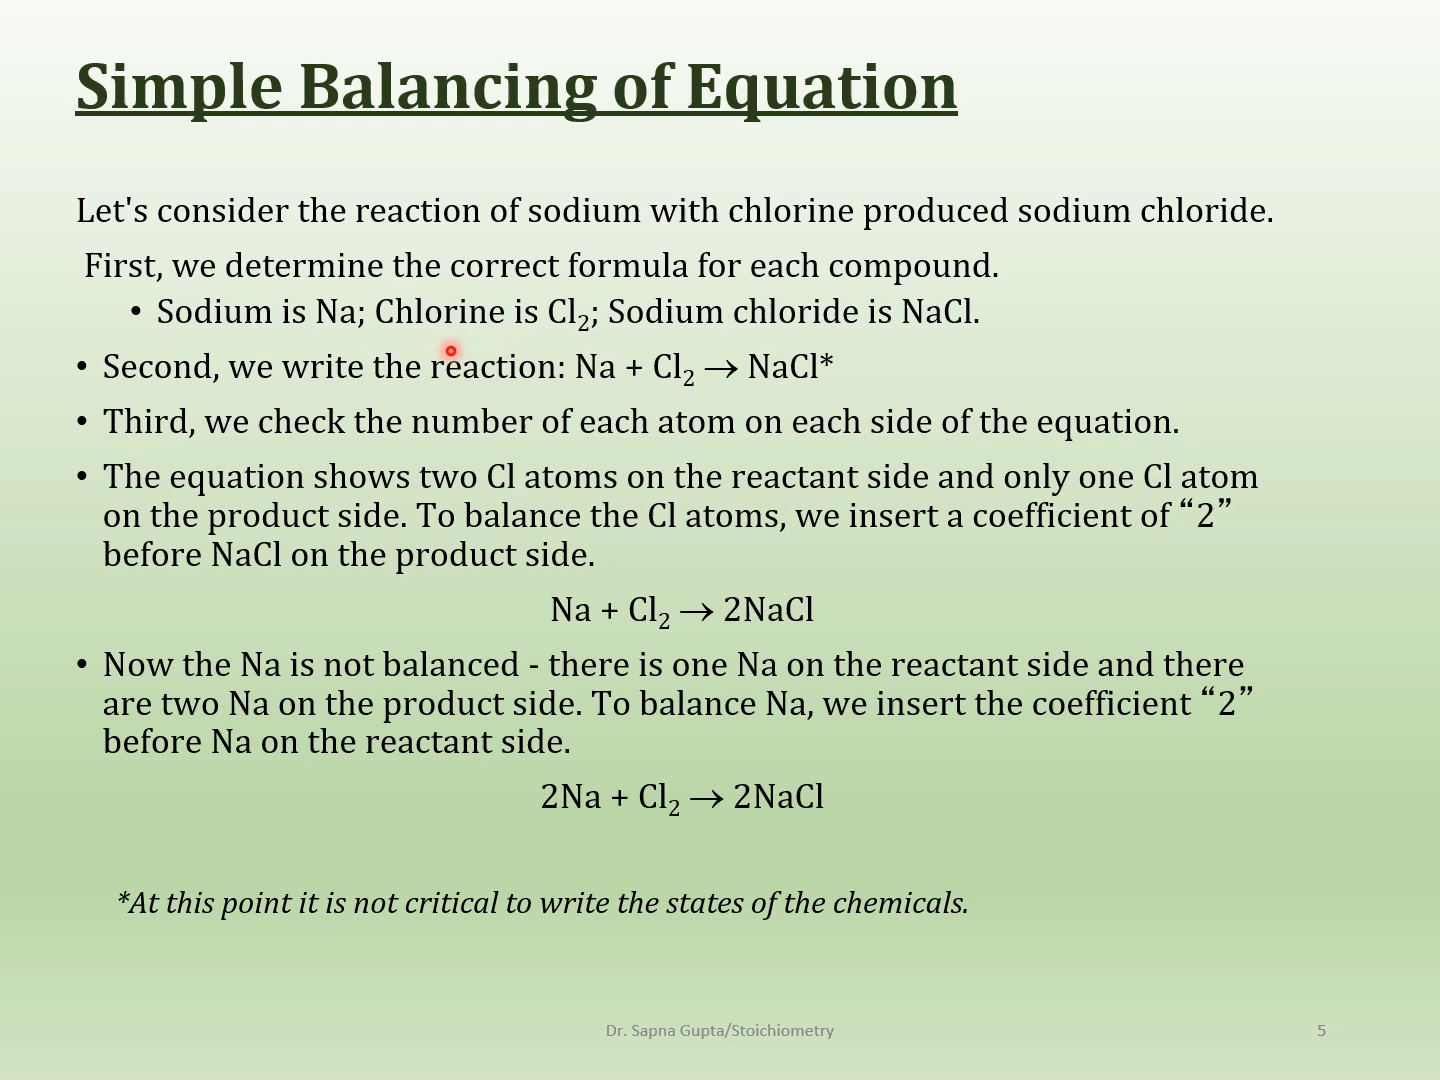 Simple Balancing of Equation
Let's consider the reaction of sodium with chlorine produced sodium chloride.
First, we determine the correct formula for each compound.
• Sodium is Na; Chlorine is Cl₂; Sodium chloride is NaCl.
• Second, we write the reaction: Na + Cl₂ → NaCl*
• Third, we check the number of each atom on each side of the equation.
• The equation shows two Cl atoms on the reactant side and only one Cl atom
on the product side. To balance the Cl atoms, we insert a coefficient of “2”
before NaCl on the product side.
Na + Cl₂ → 2NaCl
• Now the Na is not balanced - there is one Na on the reactant side and there
are two Na on the product side. To balance Na, we insert the coefficient “2”
before Na on the reactant side.
2Na + Cl₂ → 2NaCl
*At this point it is not critical to write the states of the chemicals.
Dr. Sapna Gupta/Stoichiometry
5